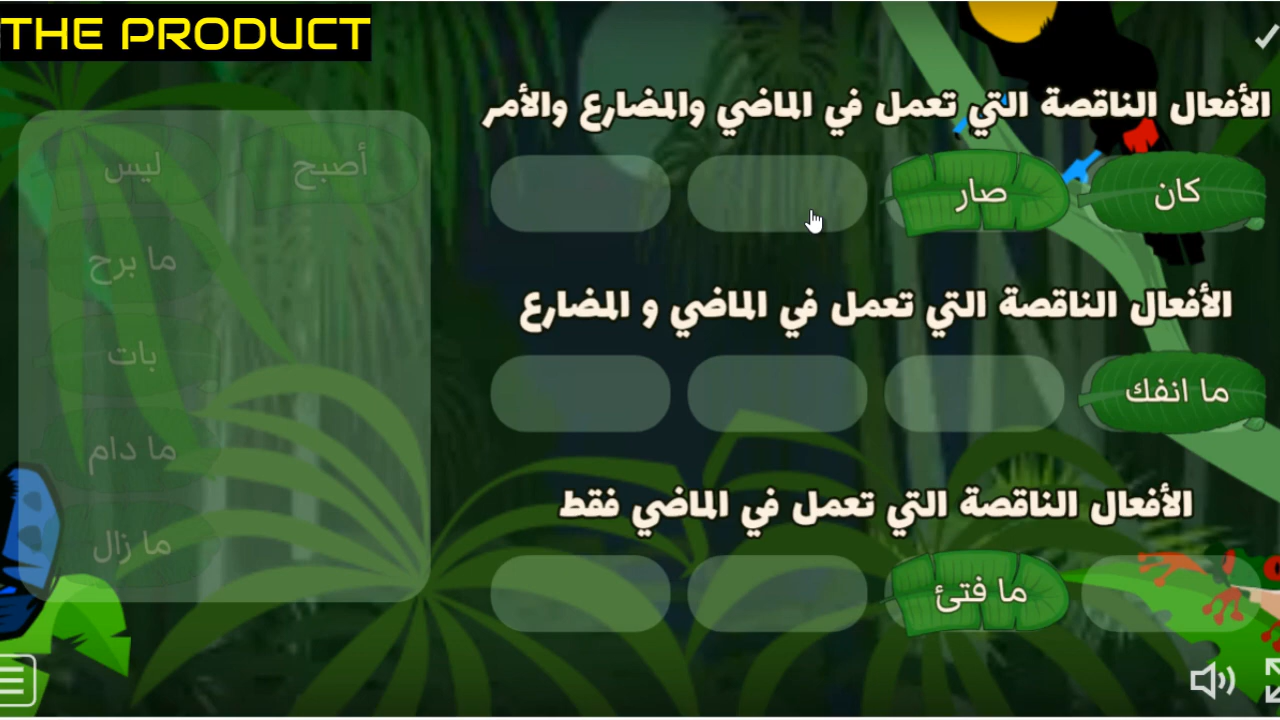 THE PRODUCT
الأفعال الناقصة التي تعمل في الماضي والمضارع والأمر
كان
صار
الأفعال الناقصة التي تعمل في الماضي و المضارع
ما انفك
الأفعال الناقصة التي تعمل في الماضي فقط
ما فتئ
أصبح
ليس
ما برح
بات
ما دام
ما زال